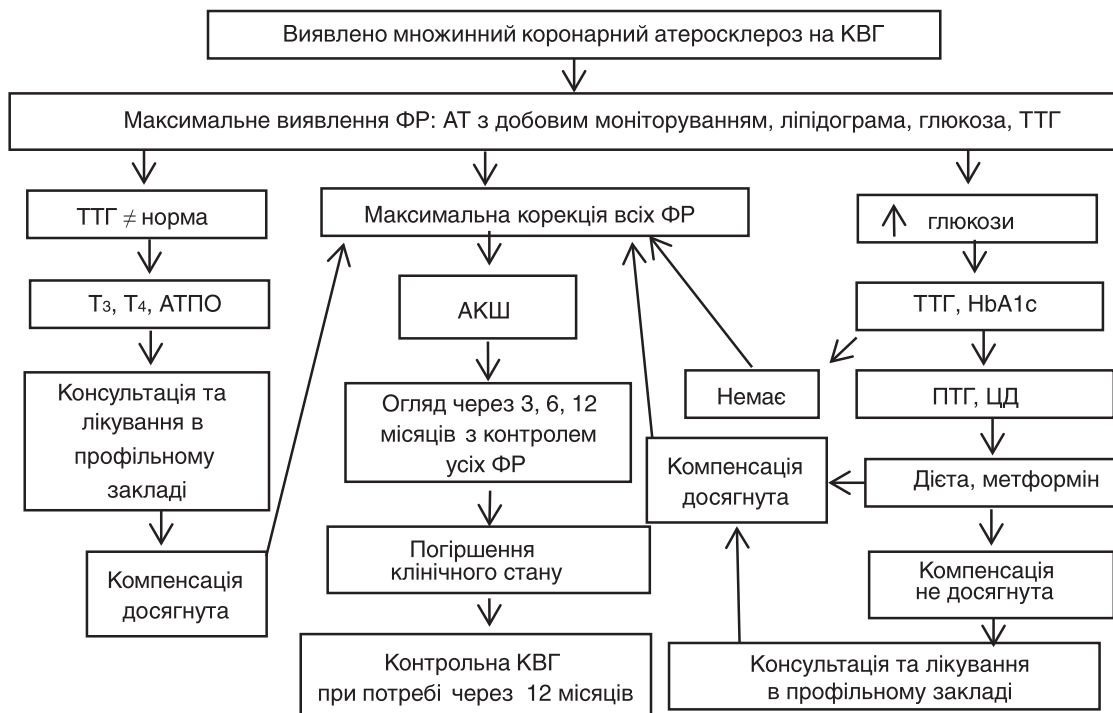 Виявлено множинний коронарний атеросклероз на КВГ
Максимальне виявлення ФР: АТ з добовим моніторуванням, ліпідограма, глюкоза, ТТГ
ТТГ ≠ норма
Т3, Т4, АТПО
Консультація та
лікування в
профільному
закладі
Компенсація
досягнута
Максимальна корекція всіх ФР
АКШ
Огляд через 3, 6, 12
місяців з контролем
усіх ФР
Погіршення
клінічного стану
Контрольна КВГ
при потребі через 12 місяців
↑ глюкози
ТТГ, HbA1c
Немає
ПТГ, ЦД
Дієта, метформін
Компенсація
досягнута
Компенсація
не досягнута
Консультація та лікування
в профільному закладі